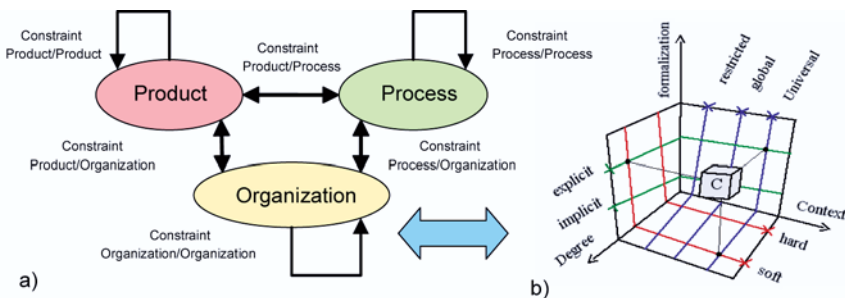 Constraint
Product/Product
Constraint
Product/Process
Constraint
Process/Process
Product
Process
Constraint
Product/Organization
Constraint
Process/Organization
Organization
Constraint
Organization/Organization
a)
formalization
restricted
global
Universal
explicit
implicit
C
Context
Degree
hard
soft
b)